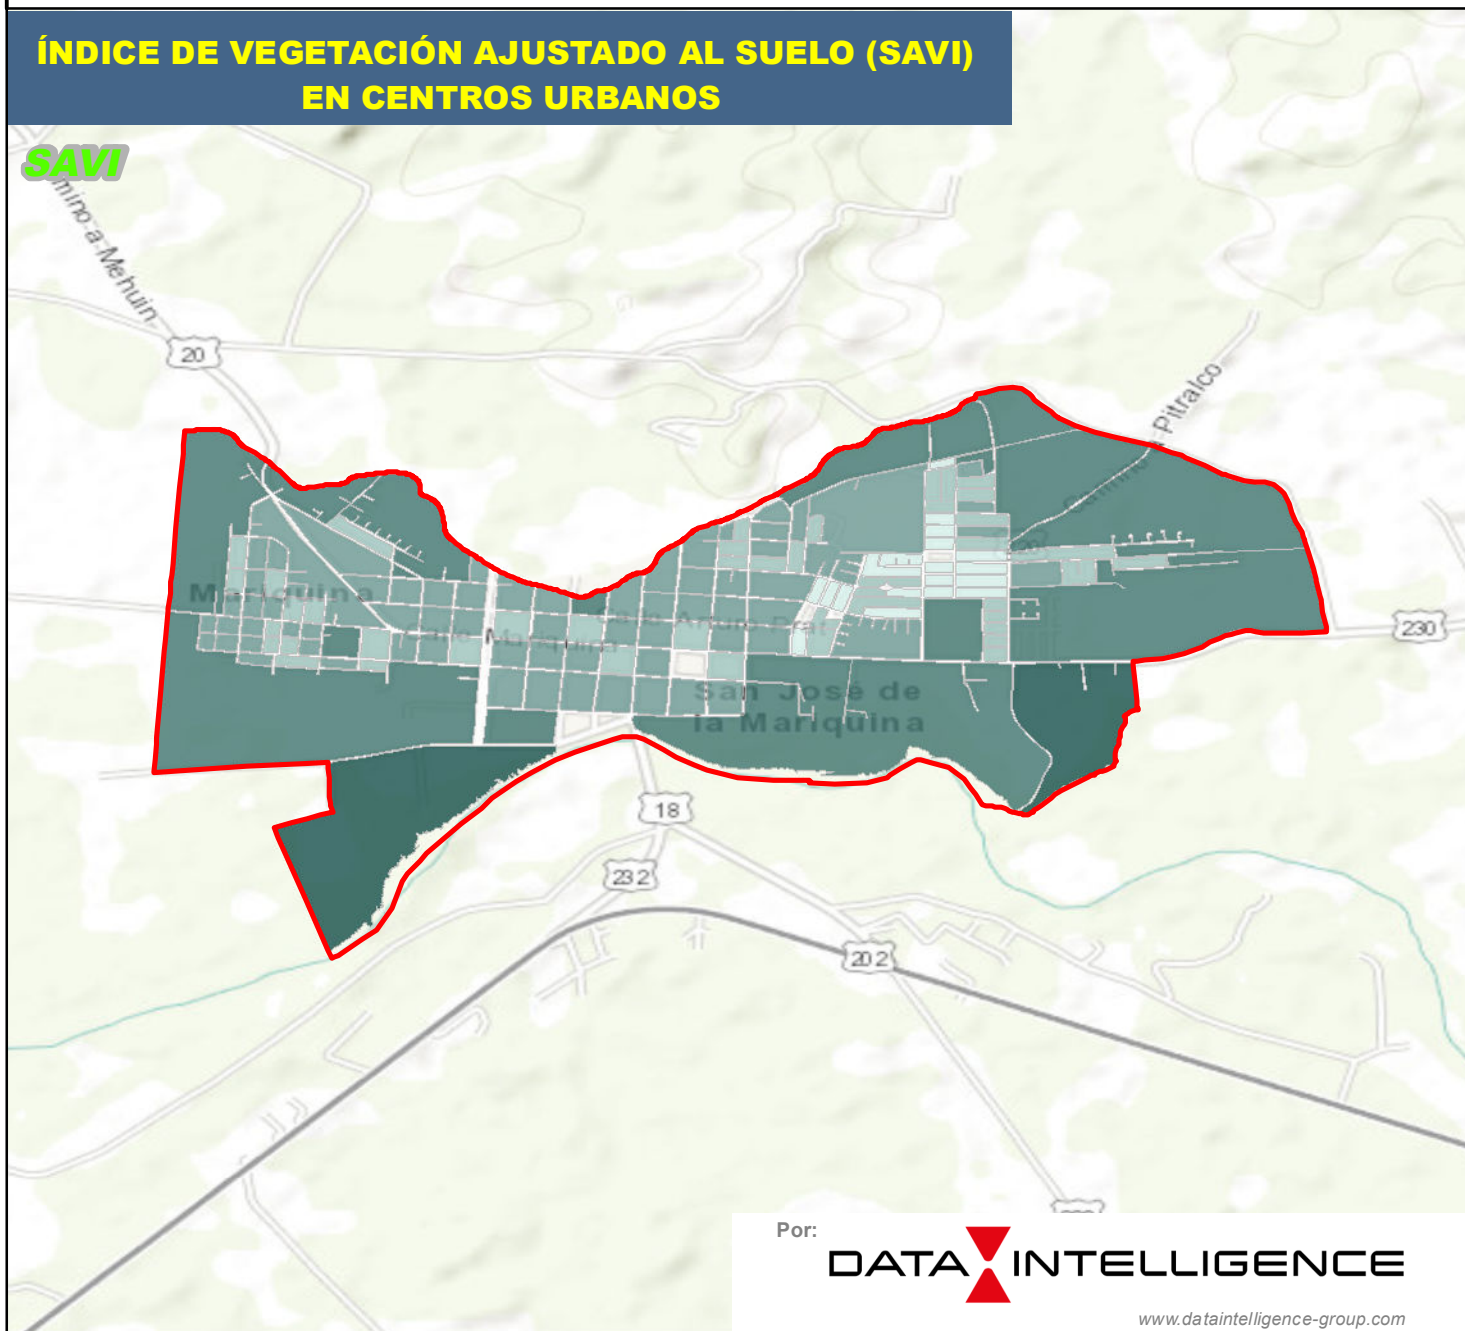 ÍNDICE DE VEGETACIÓN AJUSTADO AL SUELO (SAVI)
EN CENTROS URBANOS
SAVI
mino-a-Mehuin
20
Camino a Pitralco
Mariquina
Calle Mariquina
Calle Arturo Prat
230
San José de
la Mariquina
18
232
202
Por:
DATA INTELLIGENCE
www.dataintelligence-group.com